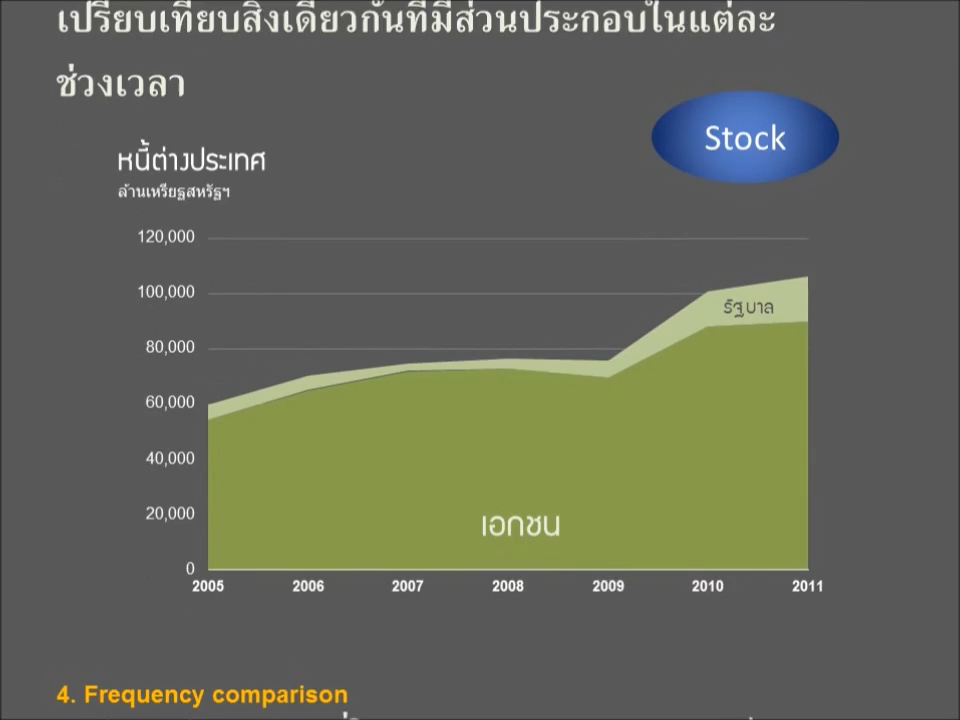 เปรียบเทียบสิ่งเดียวกันที่มีส่วนประกอบในแต่ละ
ช่วงเวลา
Stock
หนี้ต่างประเทศ
ล้านเหรียฐสหรัฐฯ
120,000
100,000
รัฐบาล
80,000
60,000
40,000
20,000
เอกชน
0
2005 2006 2007 2008 2009 2010 2011
4. Frequency comparison